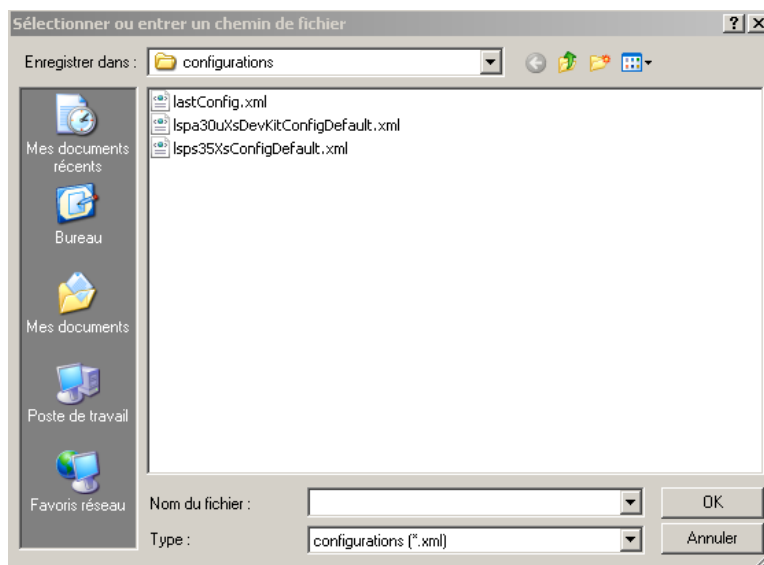 Sélectionner ou entrer un chemin de fichier
Enregistrer dans :
configurations
lastConfig.xml
lspa30uXsDevKitConfigDefault.xml
lsps35XsConfigDefault.xml
Mes documents
récents
Bureau
Mes documents
Poste de travail
Favoris réseau
Nom du fichier :
OK
Type :
configurations (*.xml)
Annuler